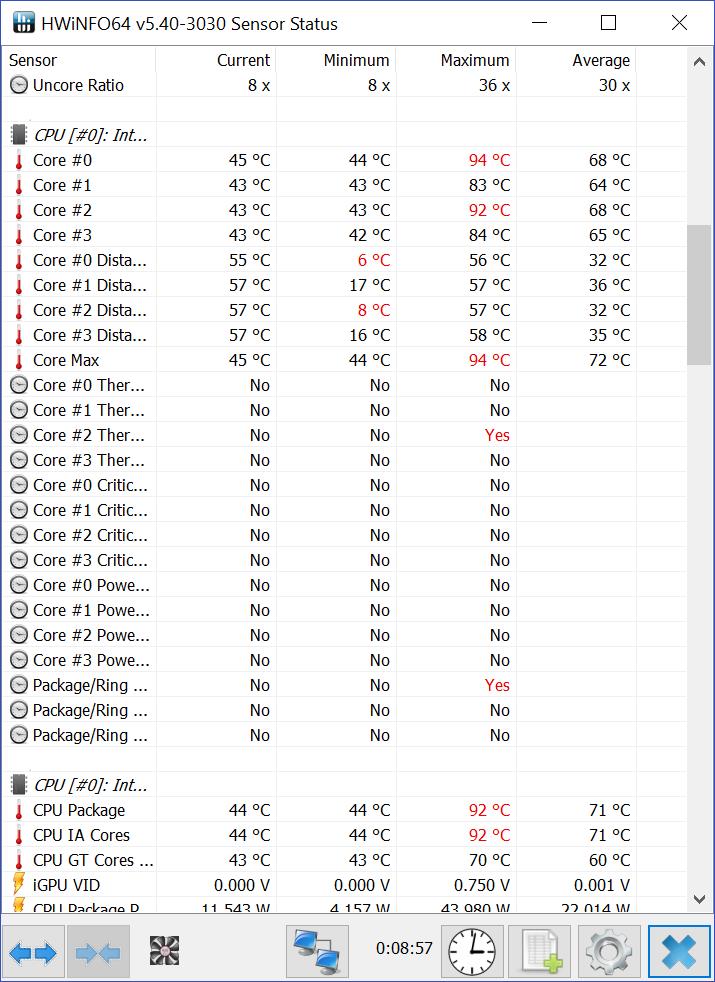 HWiNFO64 v5.40-3030 Sensor Status
Sensor Current Minimum Maximum Average
Uncore Ratio 8 x 8 x 36 x 30 x
CPU [#0]: Int...
Core #0 45 °C 44 °C 94 °C 68 °C
Core #1 43 °C 43 °C 83 °C 64 °C
Core #2 43 °C 43 °C 92 °C 68 °C
Core #3 43 °C 42 °C 84 °C 65 °C
Core #0 Dista... 55 °C 6 °C 56 °C 32 °C
Core #1 Dista... 57 °C 17 °C 57 °C 36 °C
Core #2 Dista... 57 °C 8 °C 57 °C 32 °C
Core #3 Dista... 57 °C 16 °C 58 °C 35 °C
Core Max 45 °C 44 °C 94 °C 72 °C
Core #0 Ther... No No No
Core #1 Ther... No No No
Core #2 Ther... No No Yes
Core #3 Ther... No No No
Core #0 Critic... No No No
Core #1 Critic... No No No
Core #2 Critic... No No No
Core #3 Critic... No No No
Core #0 Powe... No No No
Core #1 Powe... No No No
Core #2 Powe... No No No
Core #3 Powe... No No No
Package/Ring ... No No Yes
Package/Ring ... No No No
Package/Ring ... No No No
CPU [#0]: Int...
CPU Package 44 °C 44 °C 92 °C 71 °C
CPU IA Cores 44 °C 44 °C 92 °C 71 °C
CPU GT Cores ... 43 °C 43 °C 70 °C 60 °C
iGPU VID 0.000 V 0.000 V 0.750 V 0.001 V
CPU Package P... 11.543 W 4.157 W 43.980 W 22.014 W
0:08:57